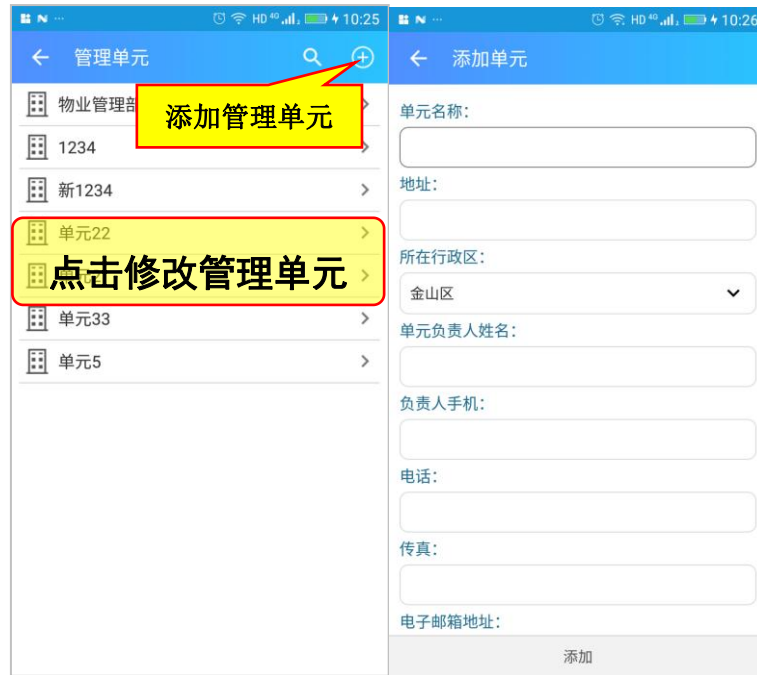 HD 4G 10:25
管理单元
物业管理部
添加管理单元
1234
新1234
单元22
点击修改管理单元
单元33
单元5
HD 4G 10:26
添加单元
单元名称：
地址：
所在行政区：
金山区
单元负责人姓名：
负责人手机：
电话：
传真：
电子邮箱地址：
添加